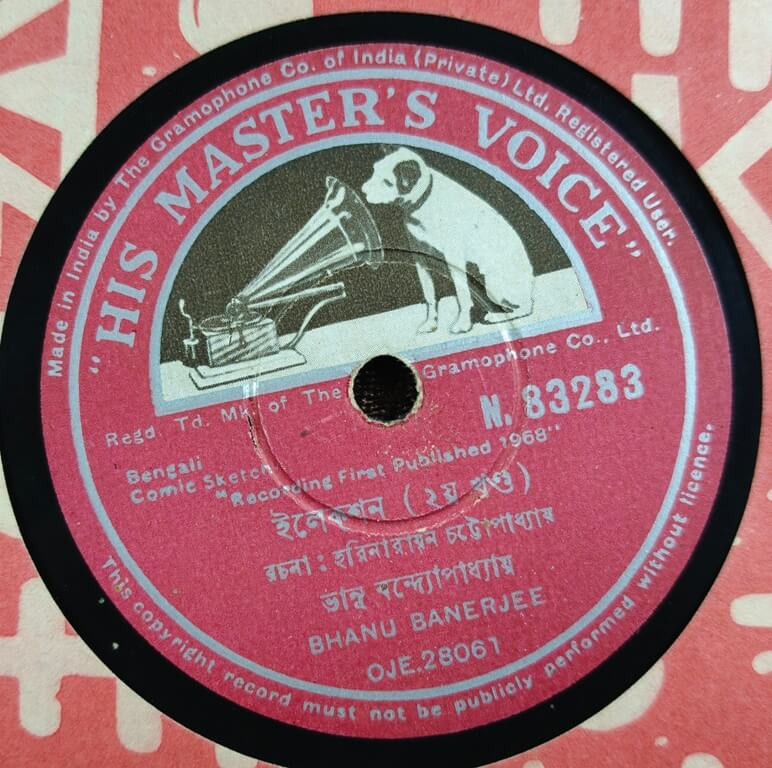 Made in India by The Gramophone Co. of India (Private) Ltd. Registered User.
"HIS MASTER'S VOICE"
Regd. Td. Mk. of The Gramophone Co., Ltd.
N. 83283
Bengali
Comic Sketch
"Recording First Published 1968"
ইলেকশন (২য় খণ্ড)
রচনা : হরিনারায়ন চট্টোপাধ্যায়
ভানু বন্দ্যোপাধ্যায়
BHANU BANERJEE
OJE.28061
This copyright record must not be publicly performed without licence.